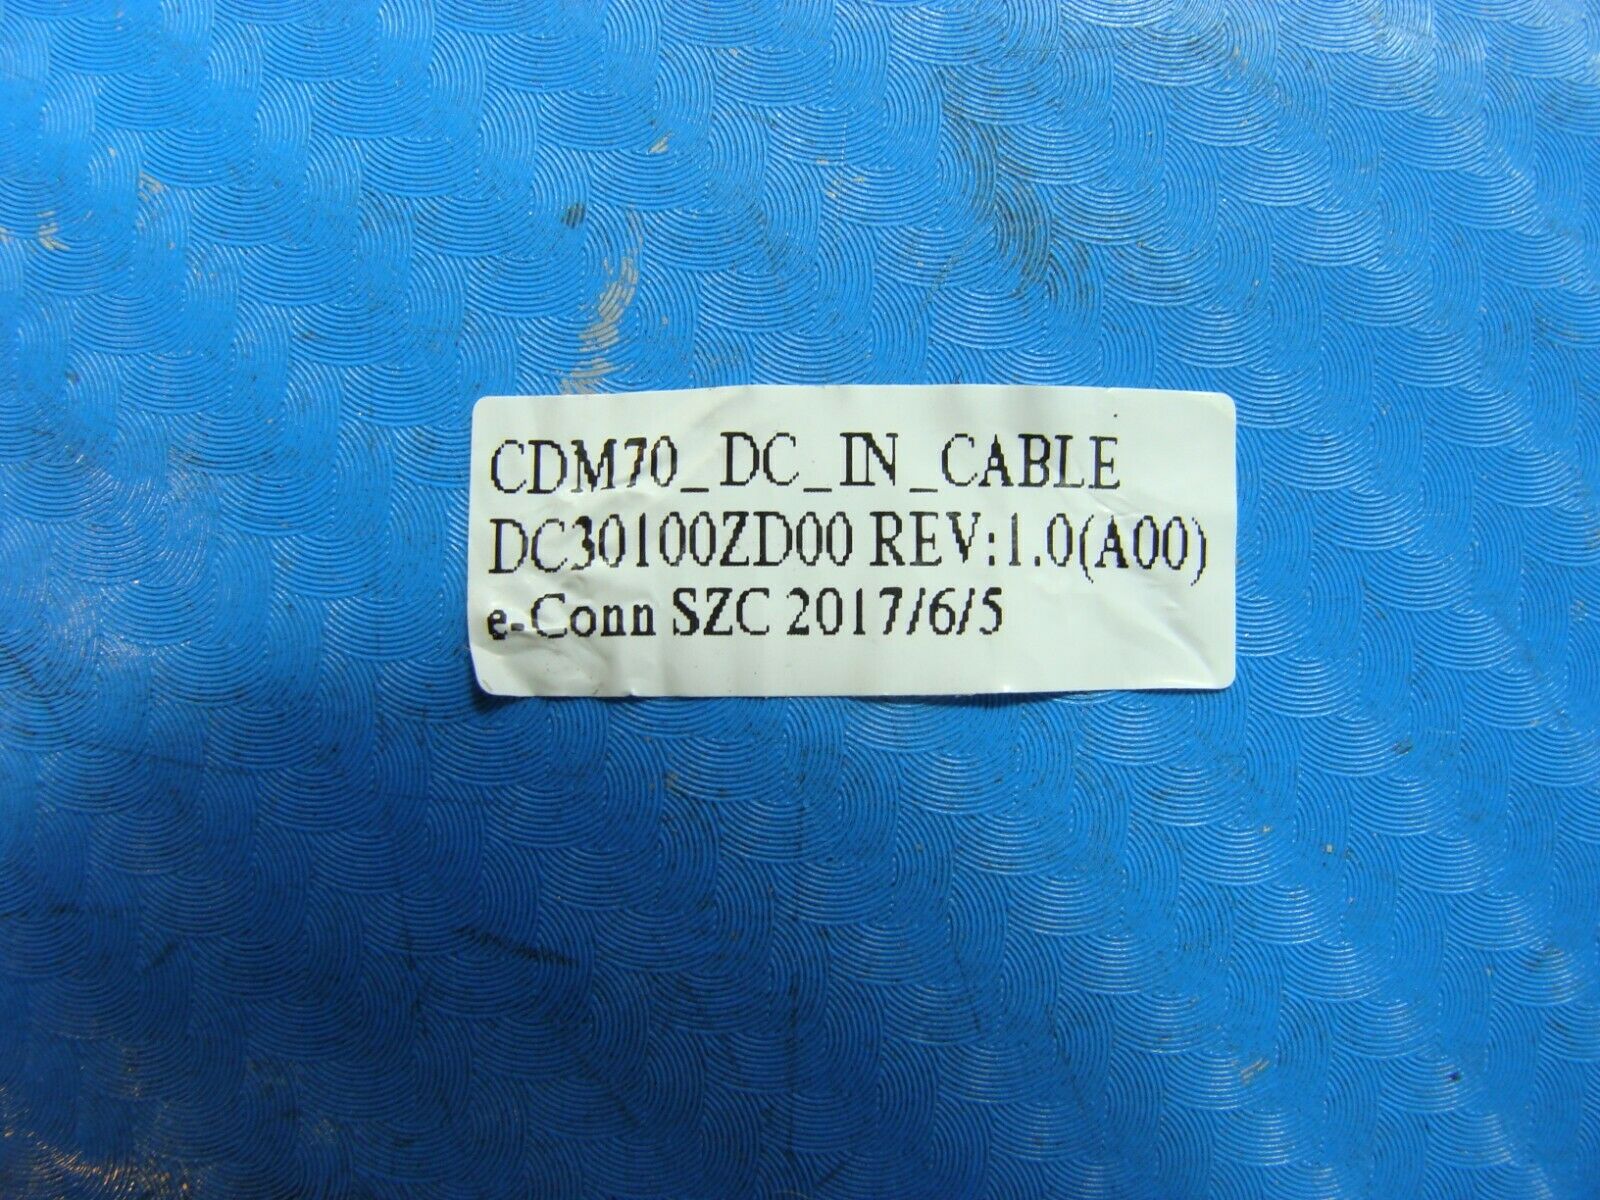 CDM70_DC_IN_CABLE
DC30100ZD00 REV:1.0(A00)
e-Conn SZC 2017/6/5